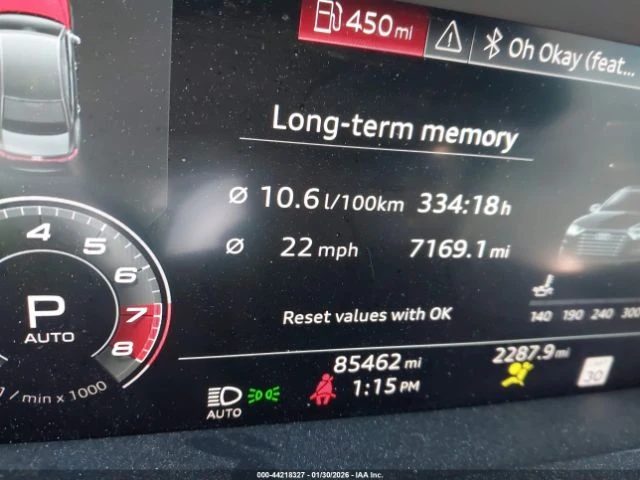 450 mi
Oh Okay (feat...
Long-term memory
Ø 10.6 l/100km 334:18 h
Ø 22 mph 7169.1 mi
Reset values with OK
140 190 240 300
4 5 6 7 8
P
AUTO
/ min x 1000
85462 mi
2287.9 mi
1:15 PM
AUTO
30
000-44218327 - 01/30/2026 - IAA Inc.